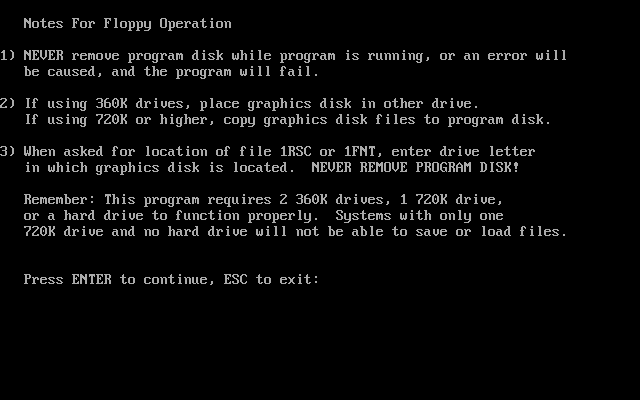 Notes For Floppy Operation
1) NEVER remove program disk while program is running, or an error will
be caused, and the program will fail.
2) If using 360K drives, place graphics disk in other drive.
If using 720K or higher, copy graphics disk files to program disk.
3) When asked for location of file 1RSC or 1FNT, enter drive letter
in which graphics disk is located.  NEVER REMOVE PROGRAM DISK!
Remember: This program requires 2 360K drives, 1 720K drive,
or a hard drive to function properly.  Systems with only one
720K drive and no hard drive will not be able to save or load files.
Press ENTER to continue, ESC to exit: